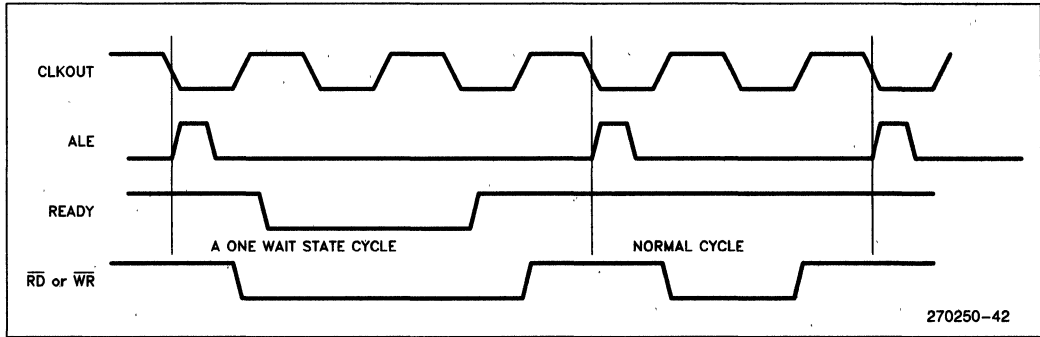 CLKOUT
ALE
READY
A ONE WAIT STATE CYCLE
NORMAL CYCLE
RD or WR
270250-42